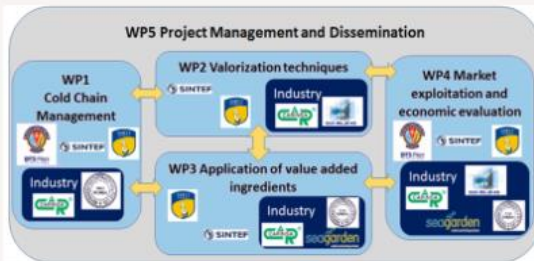 WP5 Project Management and Dissemination
WP1
Cold Chain
Management
SINTEF
Industry
WP2 Valorization techniques
SINTEF
Industry
WP3 Application of value added
ingredients
SINTEF
Industry
seagarden
WP4 Market
exploitation and
economic evaluation
SINTEF
Industry
seagarden